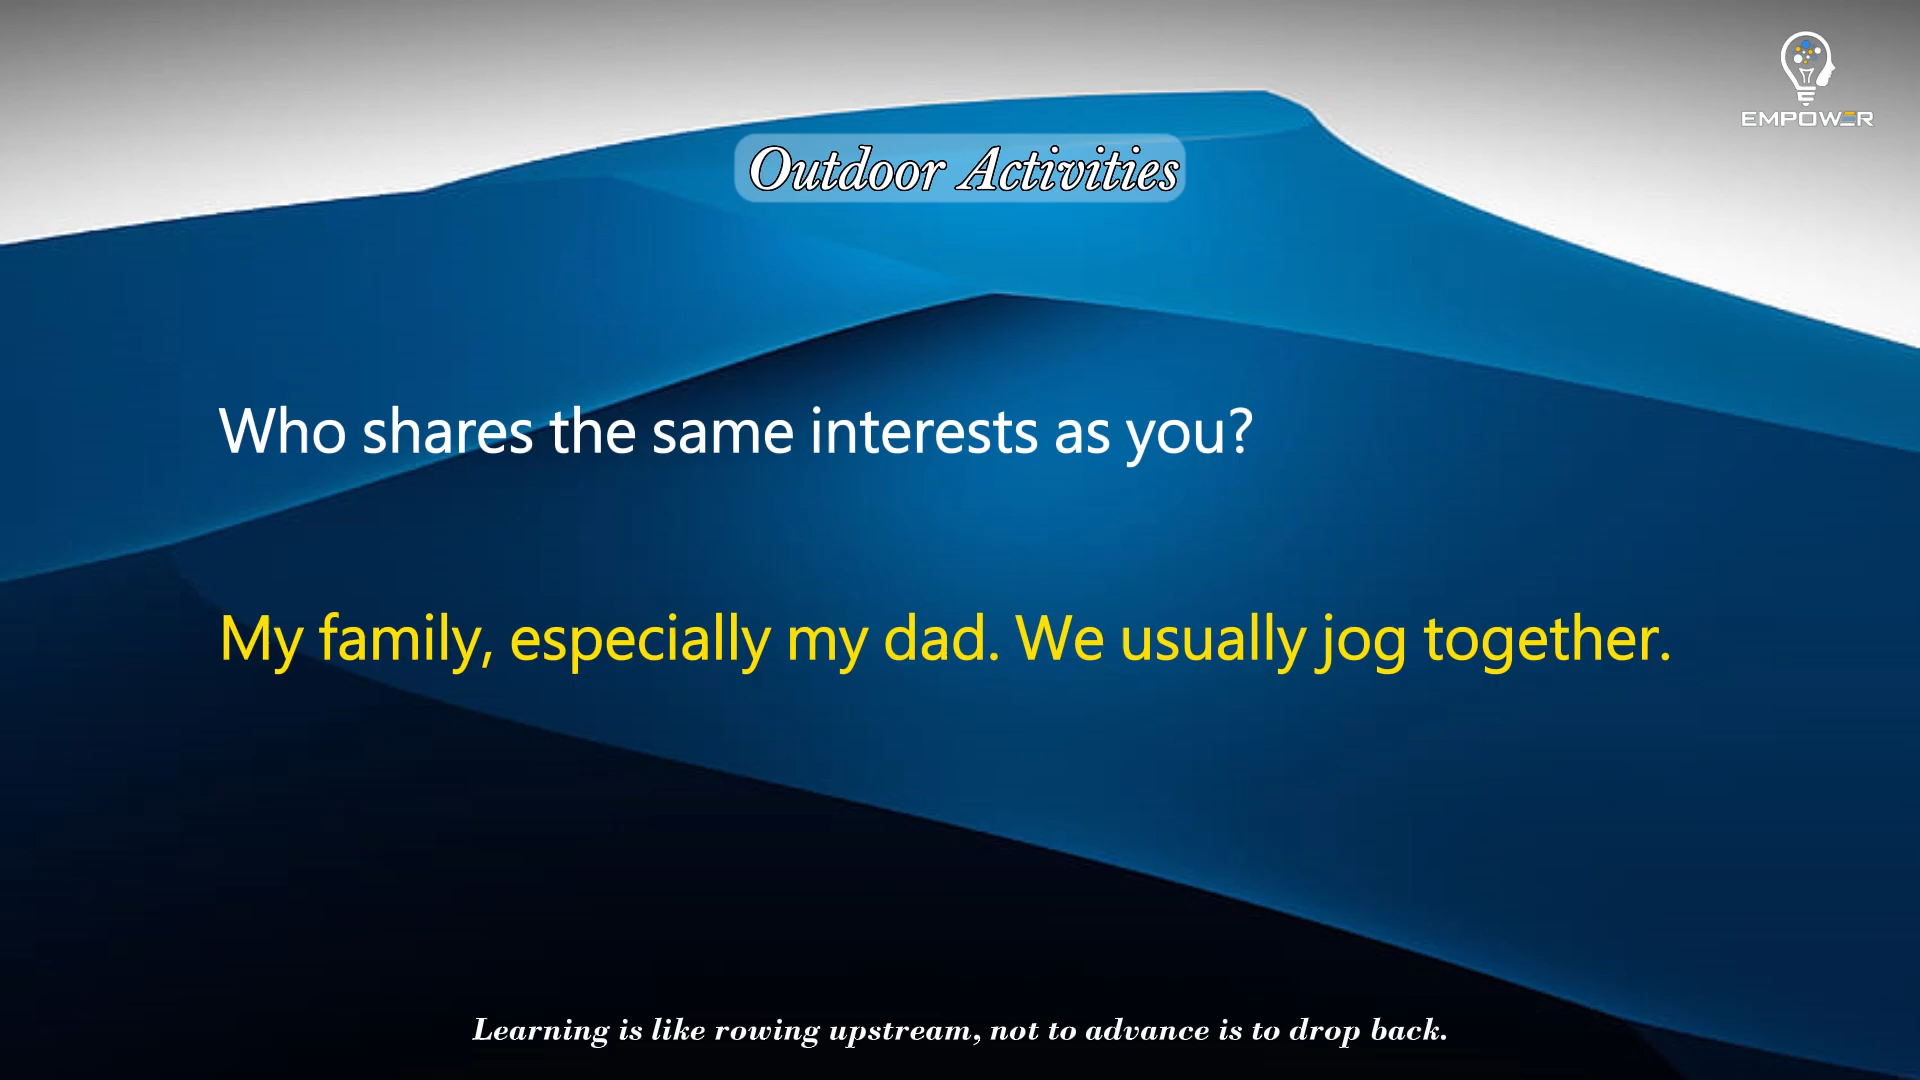 EMPOWER
Outdoor Activities
Who shares the same interests as you?
My family, especially my dad. We usually jog together.
Learning is like rowing upstream, not to advance is to drop back.